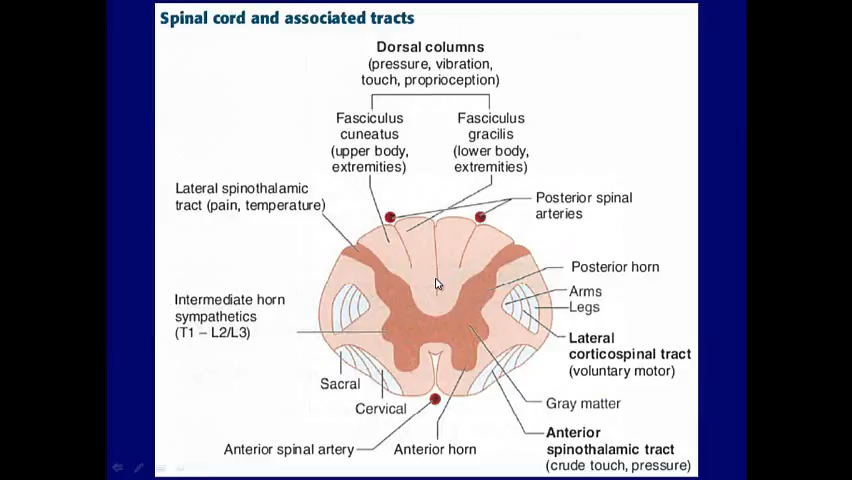 Spinal cord and associated tracts
Dorsal columns
(pressure, vibration,
touch, proprioception)
Fasciculus
cuneatus
(upper body,
extremities)
Fasciculus
gracilis
(lower body,
extremities)
Lateral spinothalamic
tract (pain, temperature)
Posterior spinal
arteries
Posterior horn
Intermediate horn
sympathetics
(T1 – L2/L3)
Arms
Legs
Lateral
corticospinal tract
(voluntary motor)
Sacral
Cervical
Gray matter
Anterior spinal artery
Anterior horn
Anterior
spinothalamic tract
(crude touch, pressure)